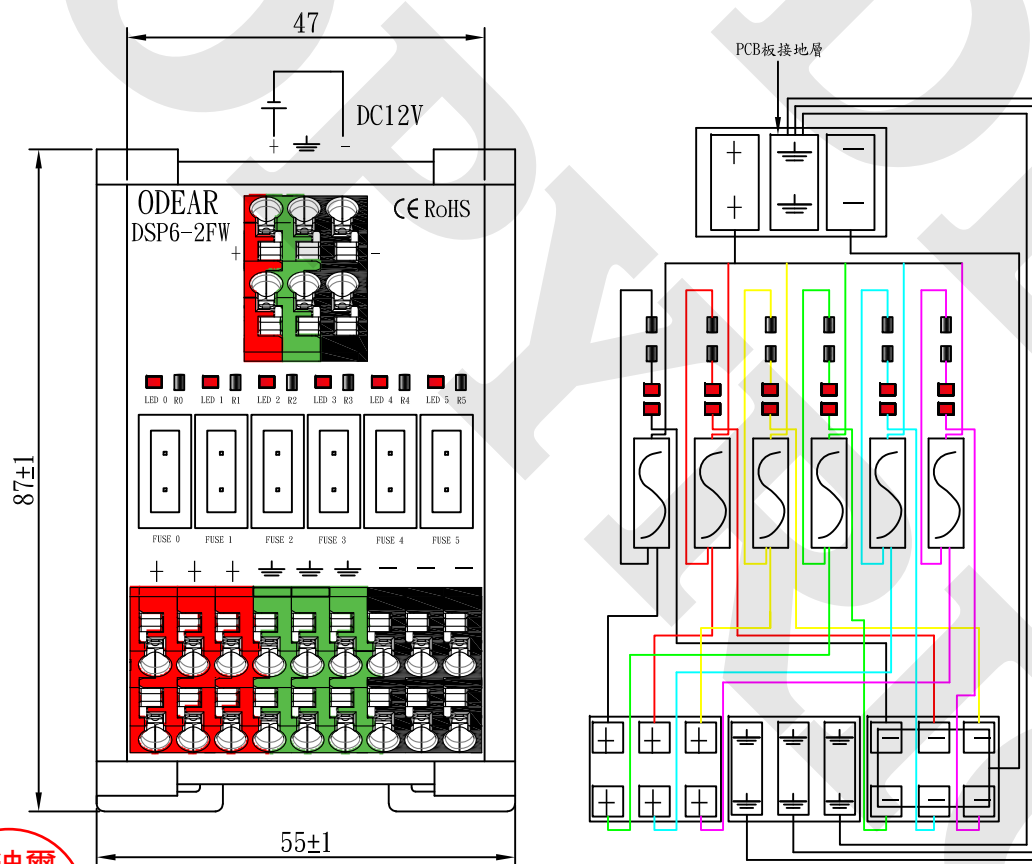 47
PCB板接地層
DC12V
+ -
ODEAR
CE RoHS
DSP6-2FW
+ -
+ -
+ -
LED 0 R0 LED 1 R1 LED 2 R2 LED 3 R3 LED 4 R4 LED 5 R5
87±1
FUSE 0 FUSE 1 FUSE 2 FUSE 3 FUSE 4 FUSE 5
+ + + - - -
+ + + - - -
+ + + - - -
55±1